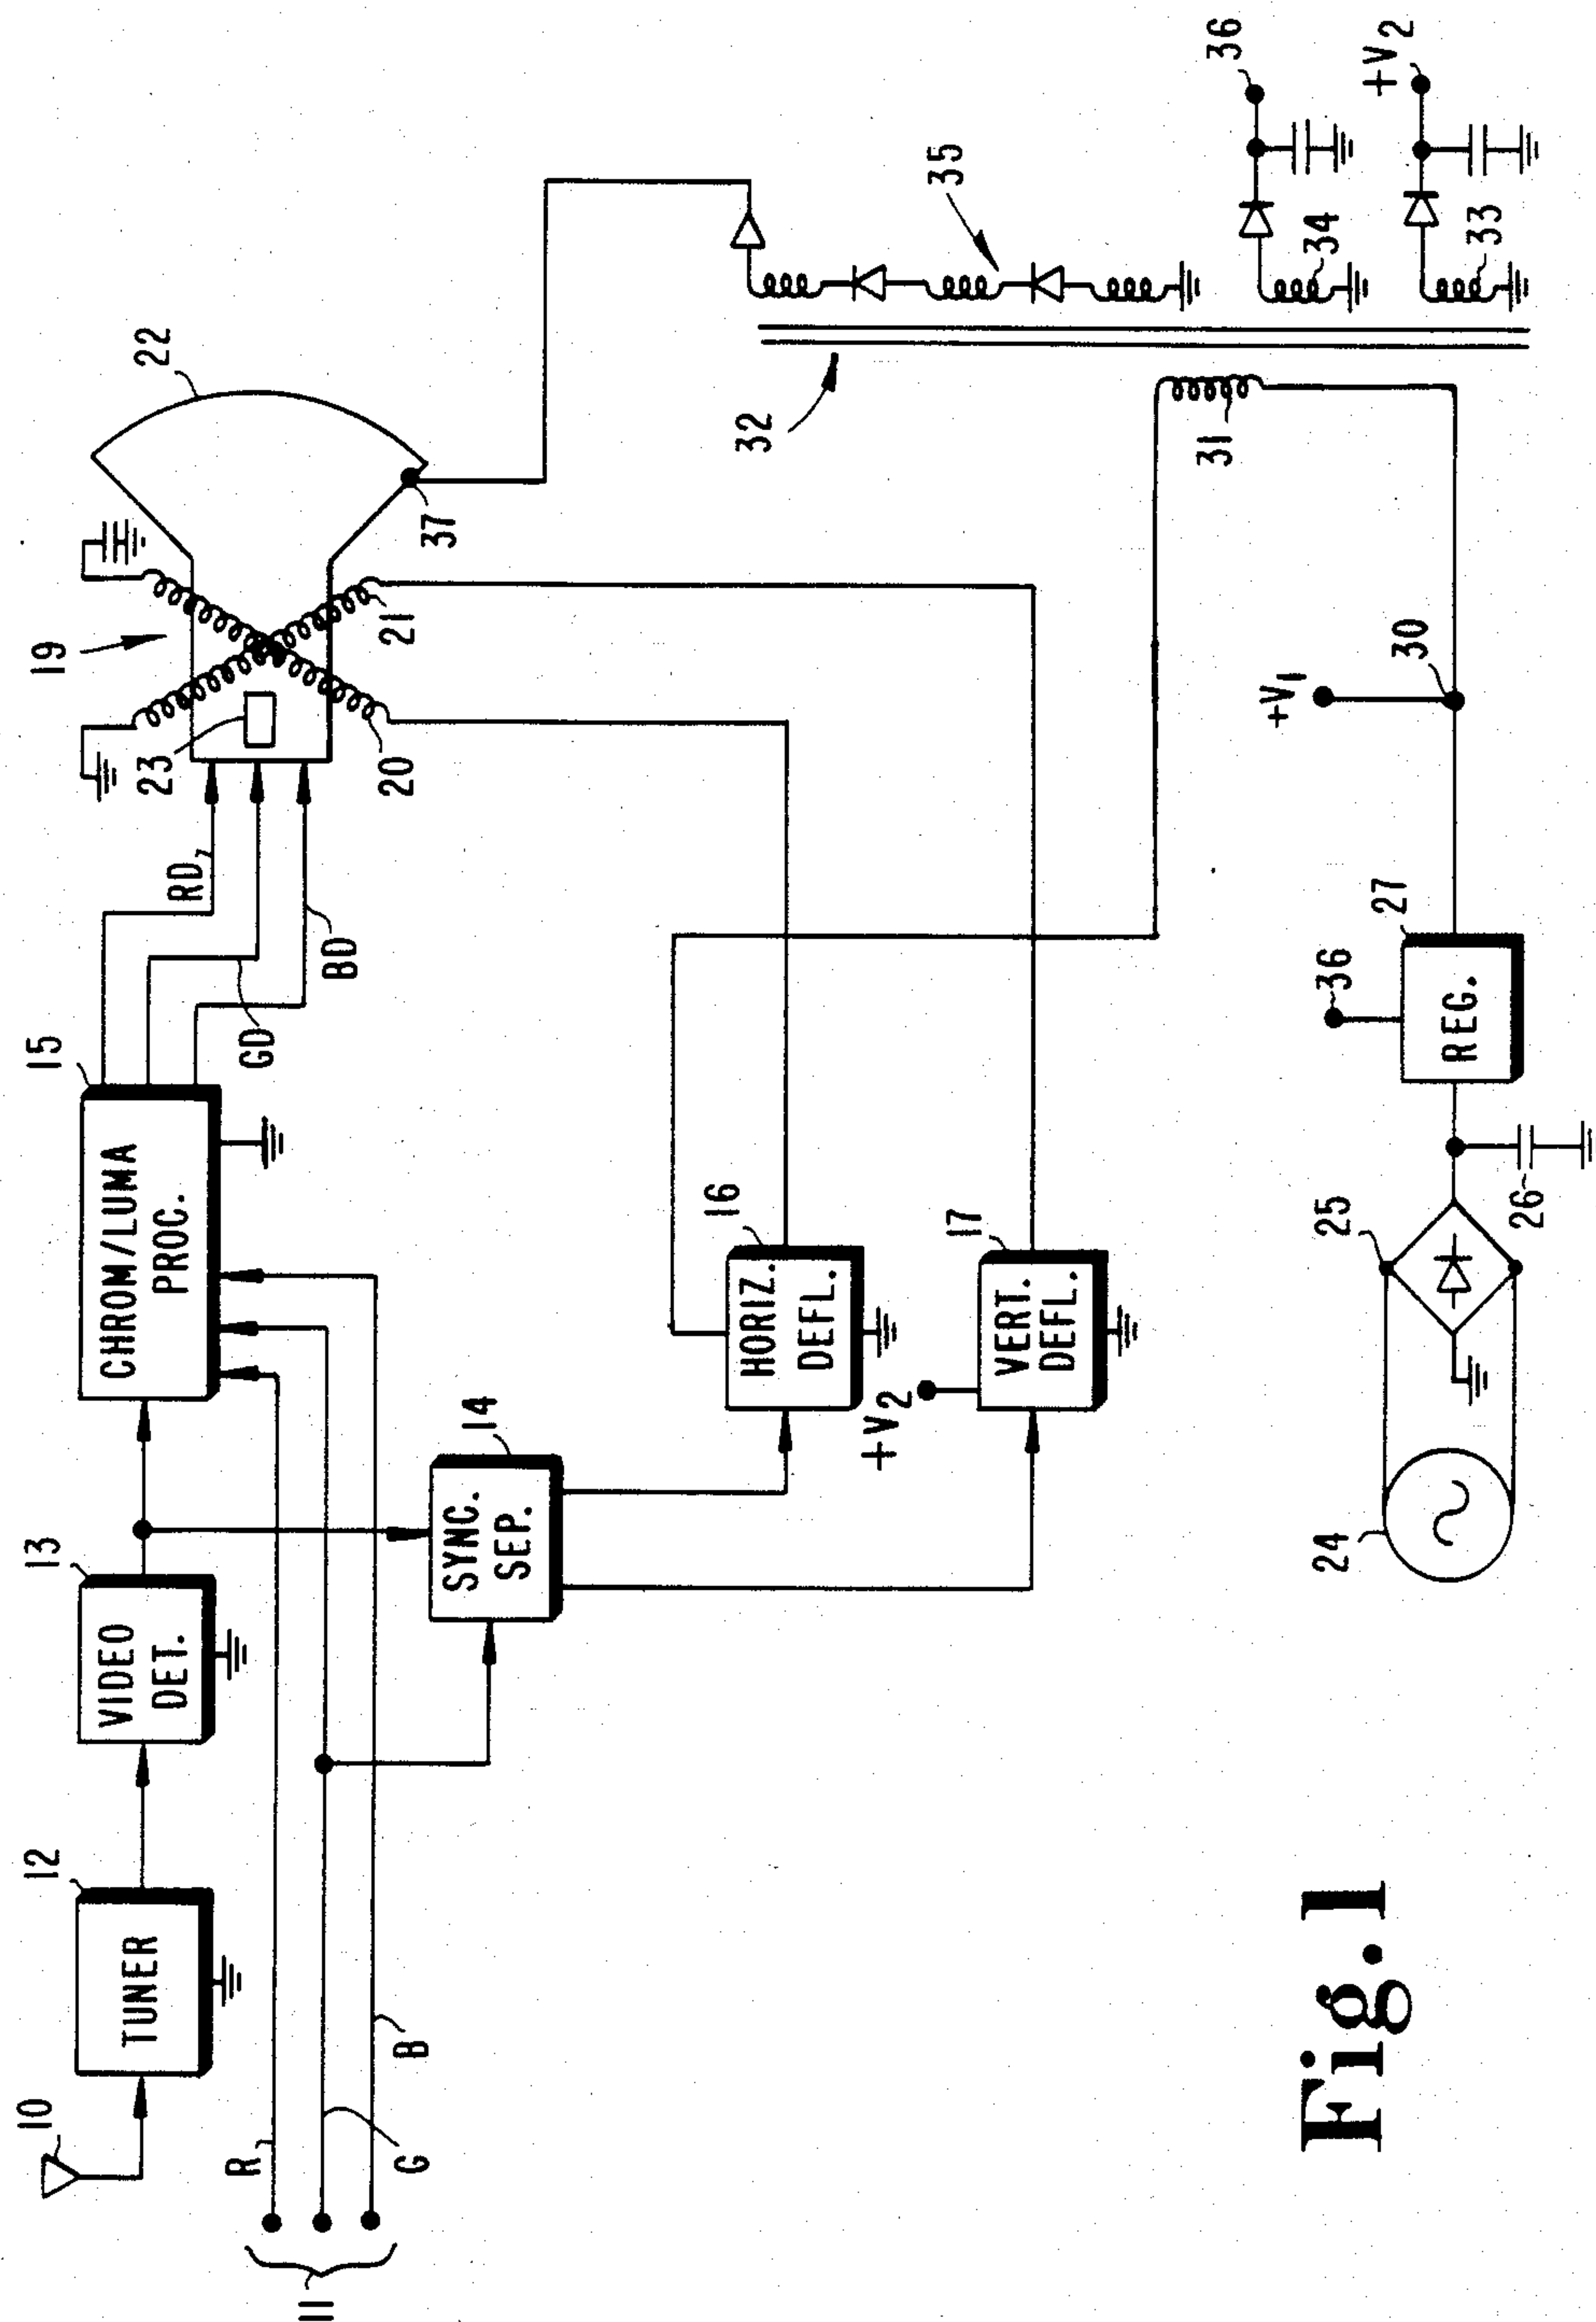 10
12
TUNER
13
VIDEO
DET.
15
CHROM/LUMA
PROC.
RD
GD
BD
19
23
22
20
21
37
11
R
G
B
14
SYNC.
SEP.
16
HORIZ.
DEFL.
+V2
17
VERT.
DEFL.
32
35
31
36
34
+V2
33
24
25
26
36
27
REG.
+V1
30
Fig. 1